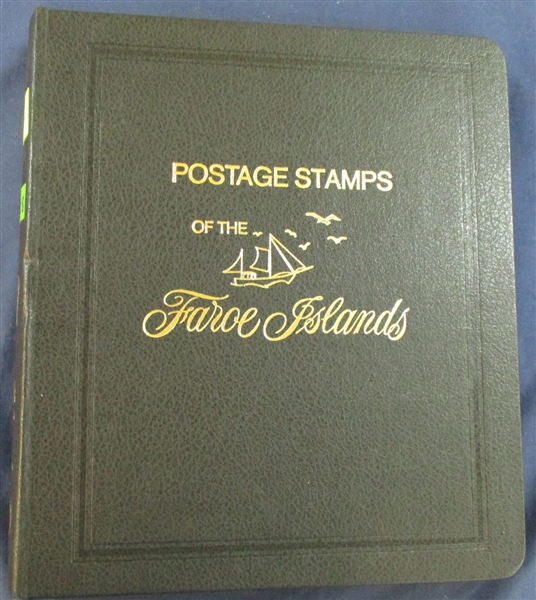 POSTAGE STAMPS
OF THE
Faroe Islands